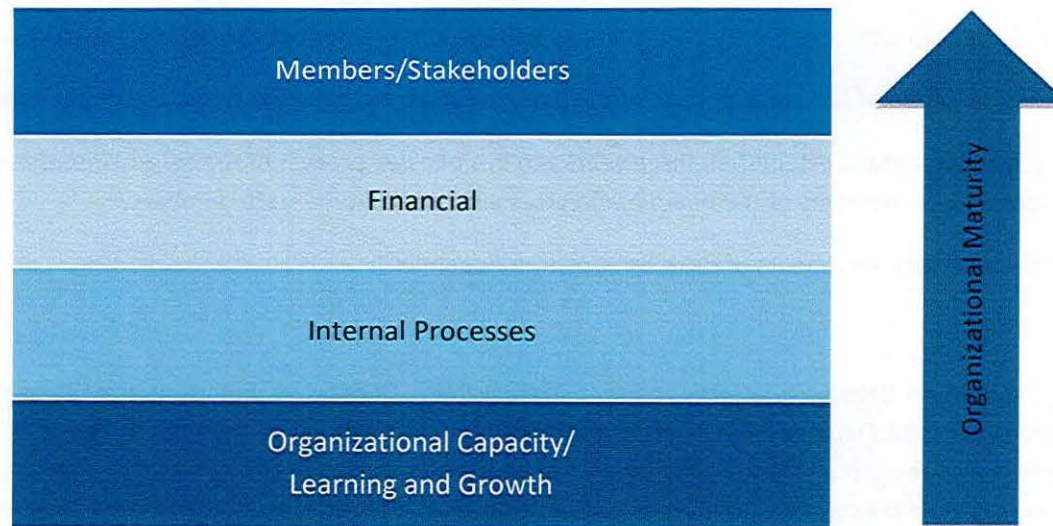 Members/Stakeholders
Financial
Internal Processes
Organizational Capacity/
Learning and Growth
Organizational Maturity